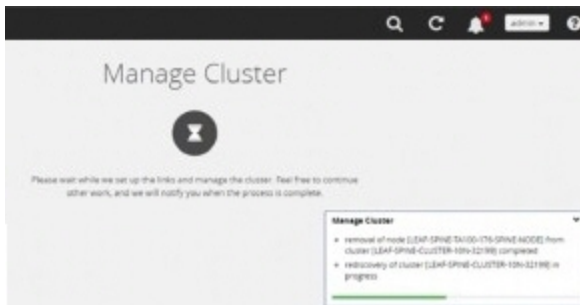 admin
Manage Cluster
Please wait while we set up the links and manage the cluster. Feel free to continue
other work, and we will notify you when the process is complete.
Manage Cluster
removal of node [LEAF-SPINE-TA100-176-SPINE-NODE] from
cluster [LEAF-SPINE-CLUSTER-10N-32199] completed
rediscovery of cluster [LEAF-SPINE-CLUSTER-10N-32199] in
progress